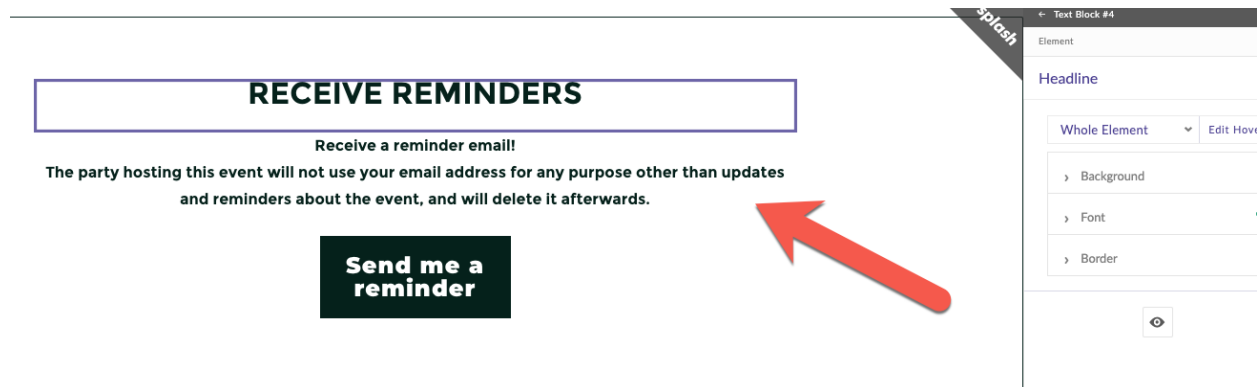 splash
← Text Block #4
Element
Headline
RECEIVE REMINDERS
Receive a reminder email!
The party hosting this event will not use your email address for any purpose other than updates
and reminders about the event, and will delete it afterwards.
Send me a
reminder
Whole Element
Edit Hove
Background
Font
Border